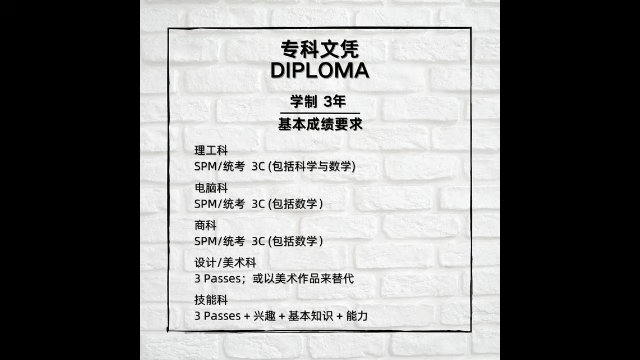 专科文凭
DIPLOMA
学制 3年
基本成绩要求
理工科
SPM/统考 3C (包括科学与数学)
电脑科
SPM/统考 3C (包括数学)
商科
SPM/统考 3C (包括数学)
设计/美术科
3 Passes；或以美术作品来替代
技能科
3 Passes + 兴趣 + 基本知识 + 能力